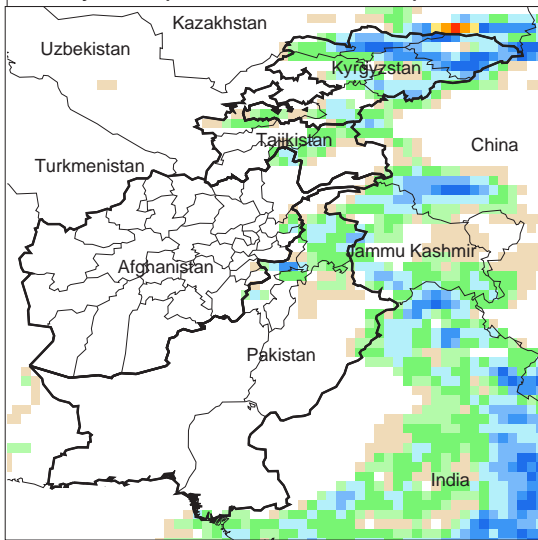 Kazakhstan
Uzbekistan
Kyrgyzstan
Tajikistan
China
Turkmenistan
Jammu Kashmir
Afghanistan
Pakistan
India